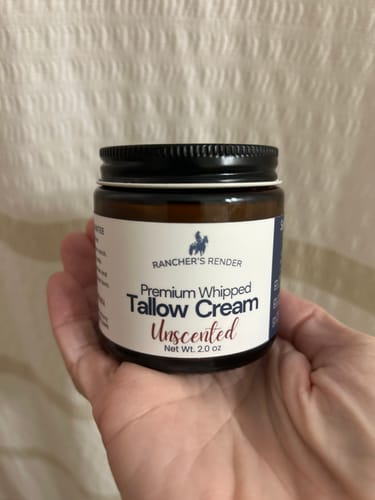 RANCHER'S RENDER
Premium Whipped
Tallow Cream
Unscented
Net Wt. 2.0 oz